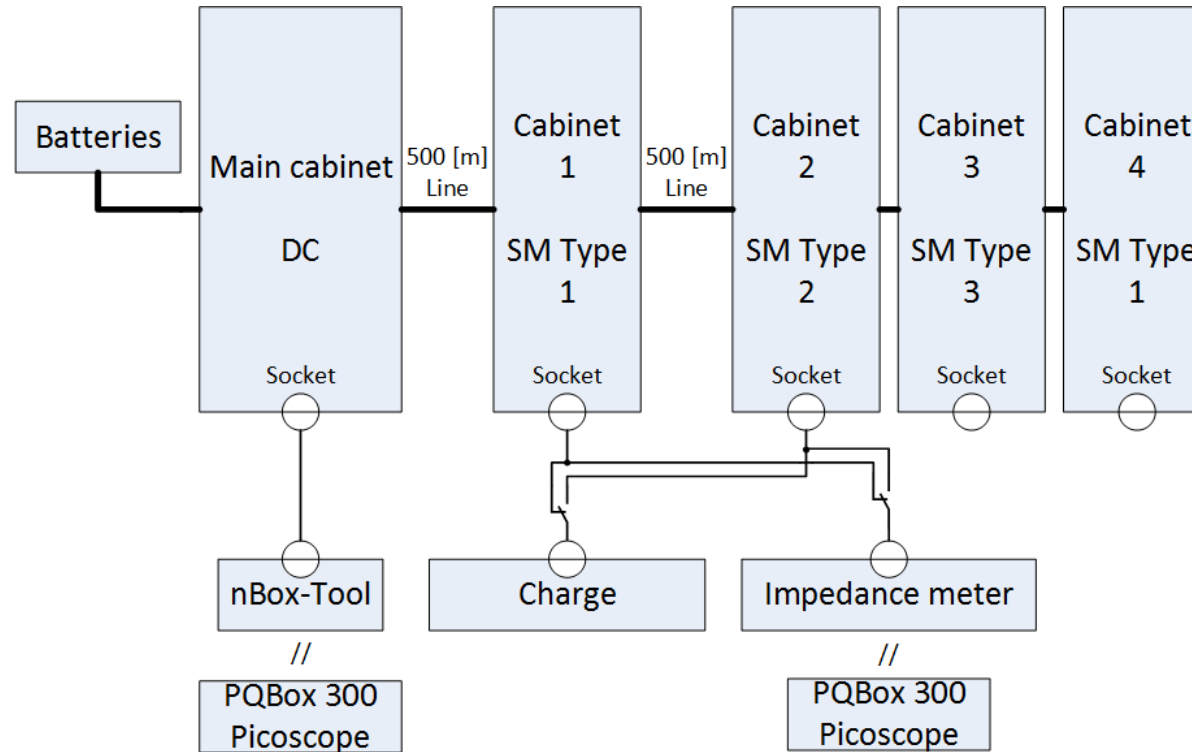 Batteries
Main cabinet
DC
Socket
500 [m]
Line
Cabinet
1
SM Type
1
Socket
500 [m]
Line
Cabinet
2
SM Type
2
Socket
Cabinet
3
SM Type
3
Socket
Cabinet
4
SM Type
1
Socket
nBox-Tool
//
PQBox 300
Picoscope
Charge
Impedance meter
//
PQBox 300
Picoscope